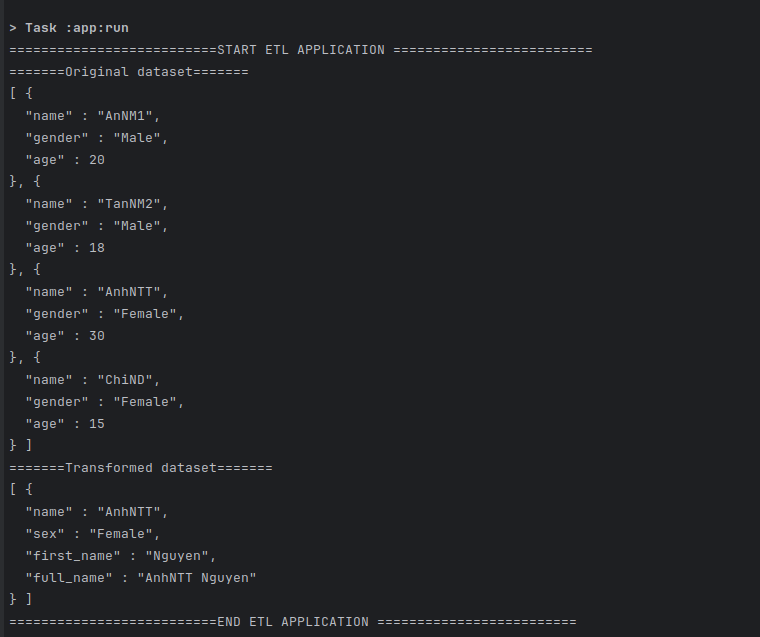 > Task :app:run
==========================START ETL APPLICATION =========================
=======Original dataset=======
[ {
  "name" : "AnNM1",
  "gender" : "Male",
  "age" : 20
}, {
  "name" : "TanNM2",
  "gender" : "Male",
  "age" : 18
}, {
  "name" : "AnhNTT",
  "gender" : "Female",
  "age" : 30
}, {
  "name" : "ChiND",
  "gender" : "Female",
  "age" : 15
} ]
=======Transformed dataset=======
[ {
  "name" : "AnhNTT",
  "sex" : "Female",
  "first_name" : "Nguyen",
  "full_name" : "AnhNTT Nguyen"
} ]
==========================END ETL APPLICATION =========================